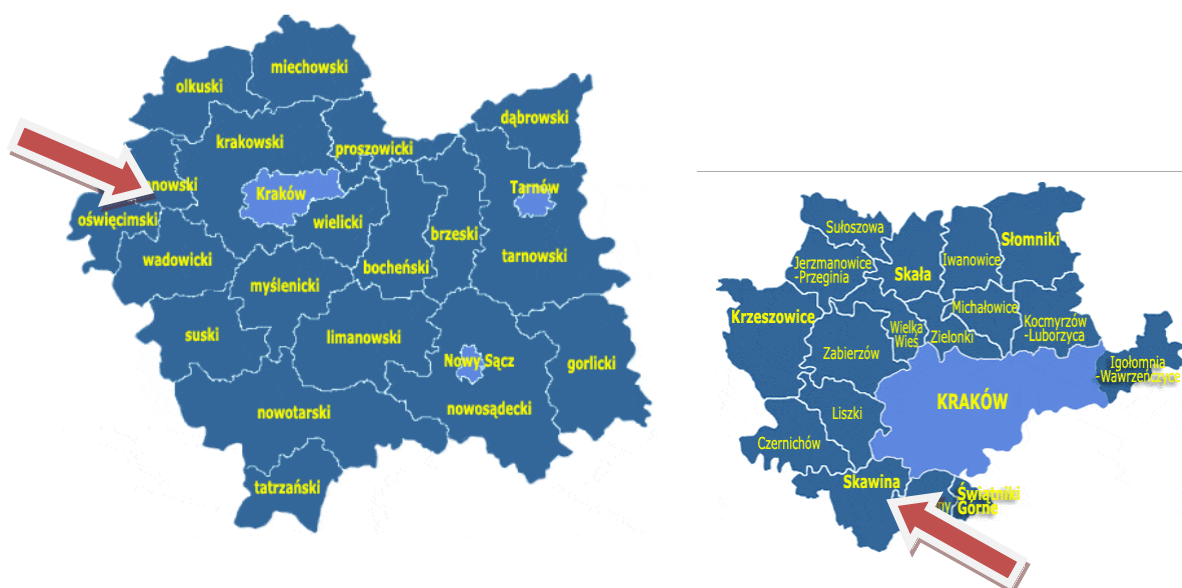 miechowski
olkuski
dąbrowski
krakowski
proszowicki
Kraków
Tarnów
oświęcimski
wielicki
brzeski
wadowicki
bocheński
tarnowski
myślenicki
suski
limanowski
Nowy Sącz
gorlicki
nowotarski
nowosądecki
tatrzański
Sułoszowa
Słomniki
Jerzmanowice
-Przeginia
Skała
Iwanowice
Krzeszowice
Michałowice
Wielka
Wieś
Zielonki
Kocmyrzów
-Luborzyca
Zabierzów
Igołomnia
-Wawrzeńczyce
KRAKÓW
Liszki
Czernichów
Skawina
Świątniki
Górne